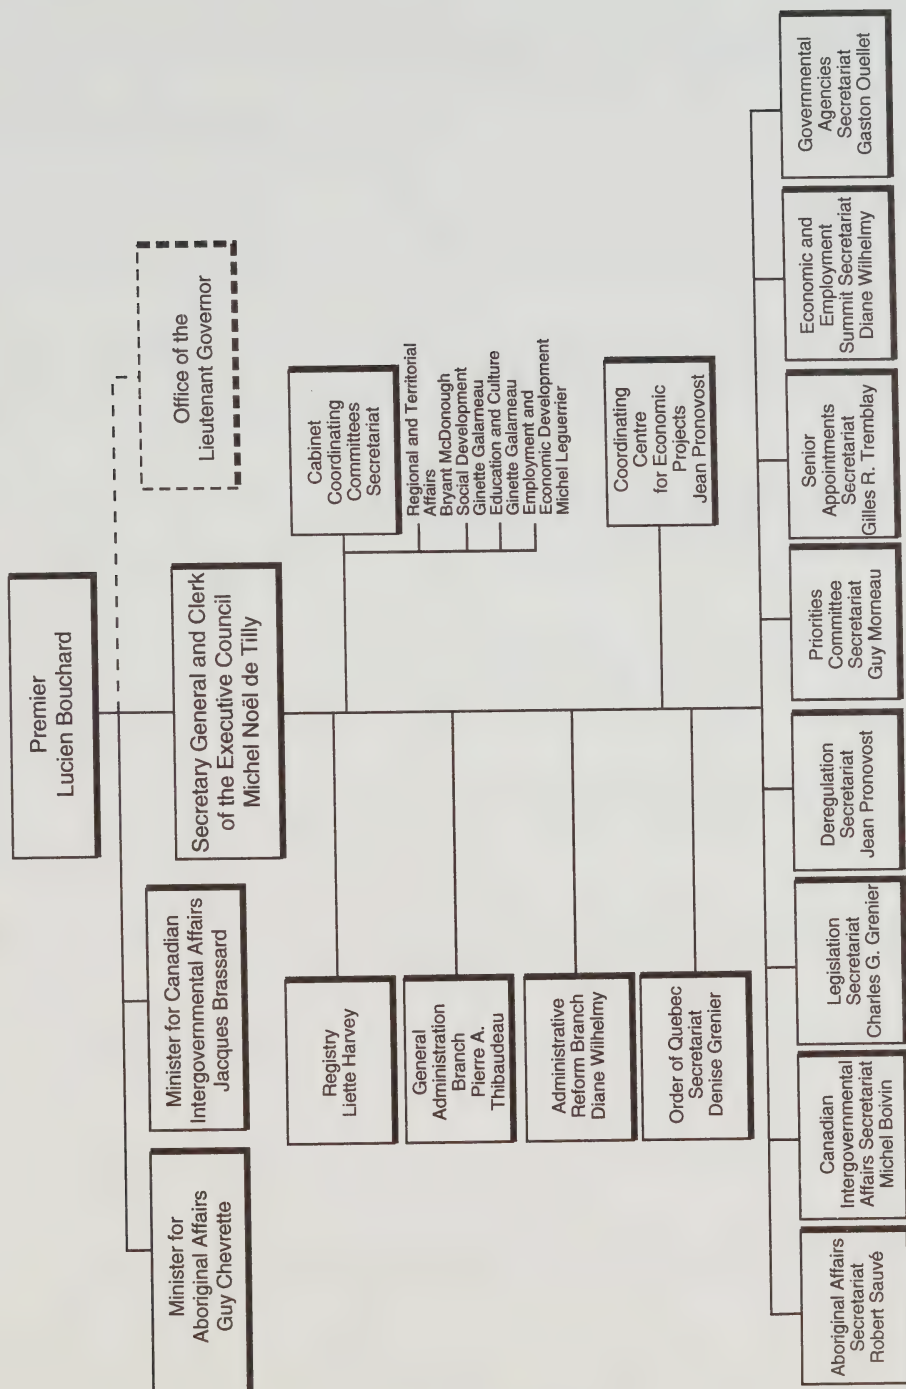 Premier
Lucien Bouchard
Office of the
Lieutenant Governor
Minister for
Aboriginal Affairs
Guy Chevrette
Minister for Canadian
Intergovernmental Affairs
Jacques Brassard
Secretary General and Clerk
of the Executive Council
Michel Noël de Tilly
Cabinet
Coordinating
Committees
Secretariat
Regional and Territorial
Affairs
Bryant McDonough
Social Development
Ginette Galarneau
Education and Culture
Ginette Galarneau
Employment and
Economic Development
Michel Leguerrier
Registry
Liette Harvey
General
Administration
Branch
Pierre A.
Thibaudeau
Administrative
Reform Branch
Diane Wilhelmy
Order of Quebec
Secretariat
Denise Grenier
Coordinating
Centre
for Economic
Projects
Jean Pronovost
Aboriginal Affairs
Secretariat
Robert Sauvé
Canadian
Intergovernmental
Affairs Secretariat
Michel Boivin
Legislation
Secretariat
Charles G. Grenier
Deregulation
Secretariat
Jean Pronovost
Priorities
Committee
Secretariat
Guy Morneau
Senior
Appointments
Secretariat
Gilles R. Tremblay
Economic and
Employment
Summit Secretariat
Diane Wilhelmy
Governmental
Agencies
Secretariat
Gaston Ouellet